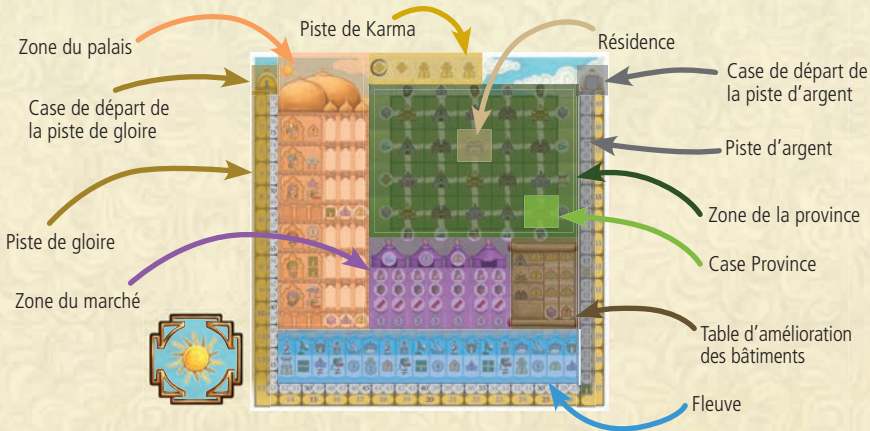 Piste de Karma
Zone du palais
Résidence
Case de départ de
la piste d'argent
Case de départ de
la piste de gloire
Piste d'argent
Zone de la province
Piste de gloire
Case Province
Zone du marché
Table d'amélioration
des bâtiments
Fleuve